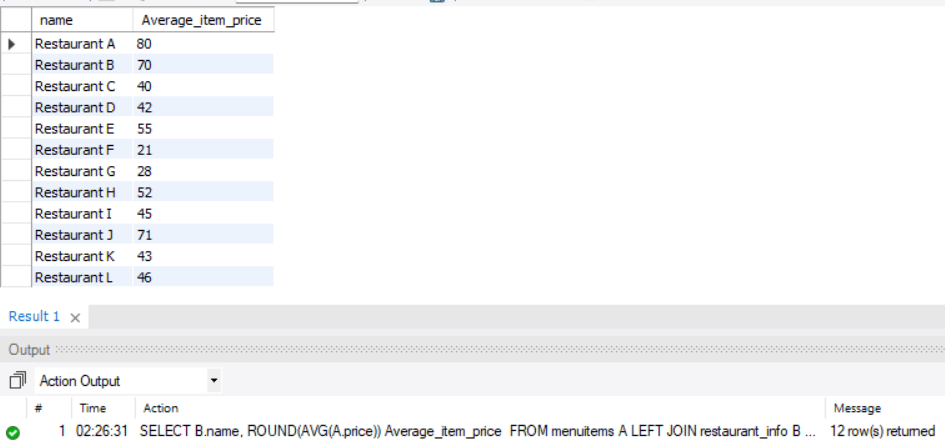 name Average_item_price
Restaurant A 80
Restaurant B 70
Restaurant C 40
Restaurant D 42
Restaurant E 55
Restaurant F 21
Restaurant G 28
Restaurant H 52
Restaurant I 45
Restaurant J 71
Restaurant K 43
Restaurant L 46
Result 1
Output
Action Output
# Time Action Message
1 02:26:31 SELECT B.name, ROUND(AVG(A.price)) Average_item_price FROM menuitems A LEFT JOIN restaurant_info B ... 12 row(s) returned